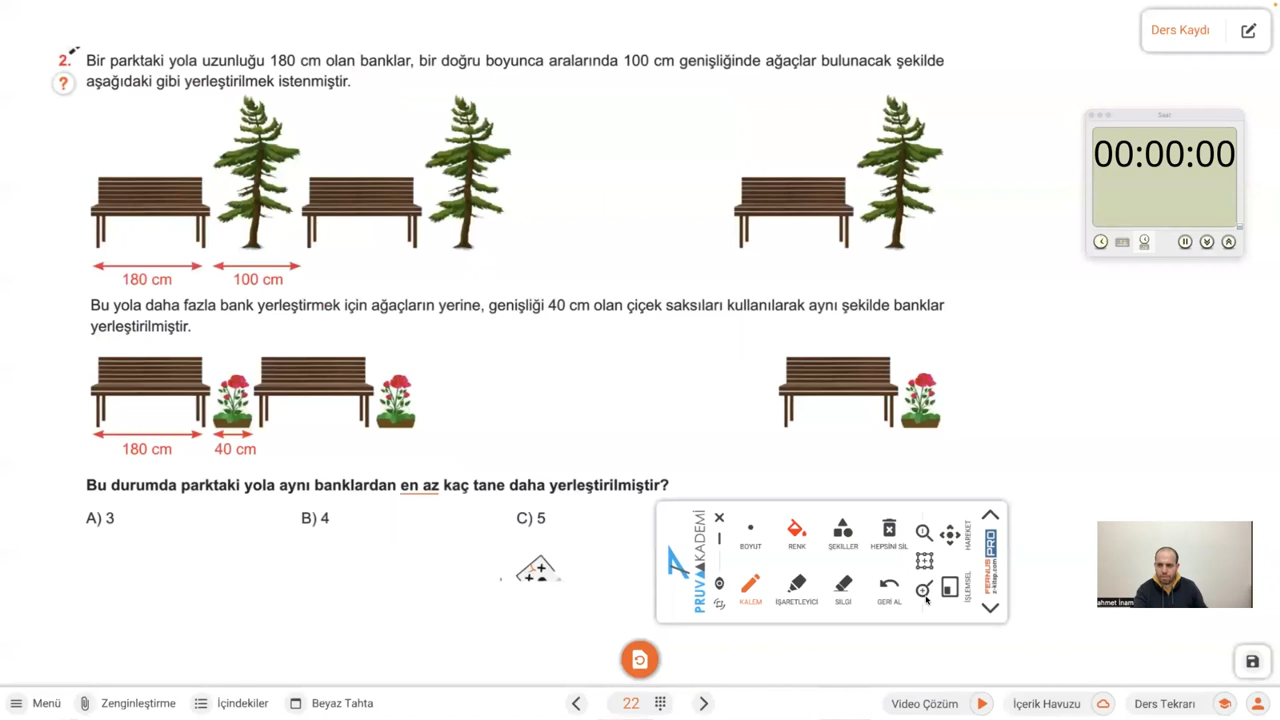 Ders Kaydı
2. Bir parktaki yola uzunluğu 180 cm olan banklar, bir doğru boyunca aralarında 100 cm genişliğinde ağaçlar bulunacak şekilde
? aşağıdaki gibi yerleştirilmek istenmiştir.
Saat
00:00:00
180 cm
100 cm
Bu yola daha fazla bank yerleştirmek için ağaçların yerine, genişliği 40 cm olan çiçek saksıları kullanılarak aynı şekilde banklar
yerleştirilmiştir.
180 cm
40 cm
Bu durumda parktaki yola aynı banklardan en az kaç tane daha yerleştirilmiştir?
A) 3
B) 4
C) 5
PRUVA AKADEMİ
BOYUT
RENK
ŞEKİLLER
HEPSİNİ SİL
KALEM
İŞARETLEYİCİ
SİLGİ
GERİ AL
HAREKET
İŞLEMSEL
FERNUS PRO
z-kitap.com
ahmet İnam
Menü
Zenginleştirme
İçindekiler
Beyaz Tahta
22
Video Çözüm
İçerik Havuzu
Ders Tekrarı